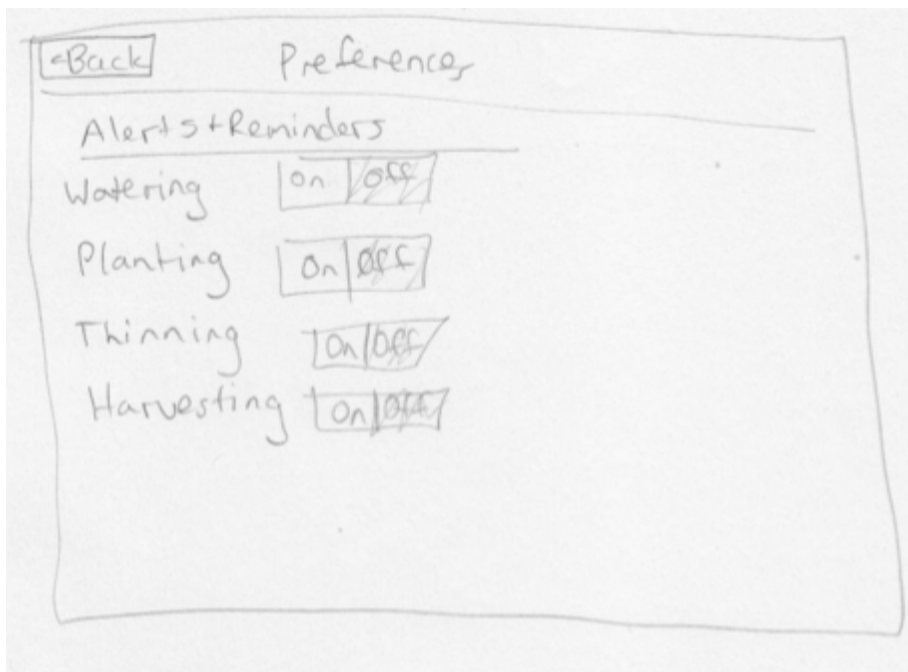 <Back Preferences
Alerts+Reminders
Watering On Off
Planting On Off
Thinning On Off
Harvesting On Off